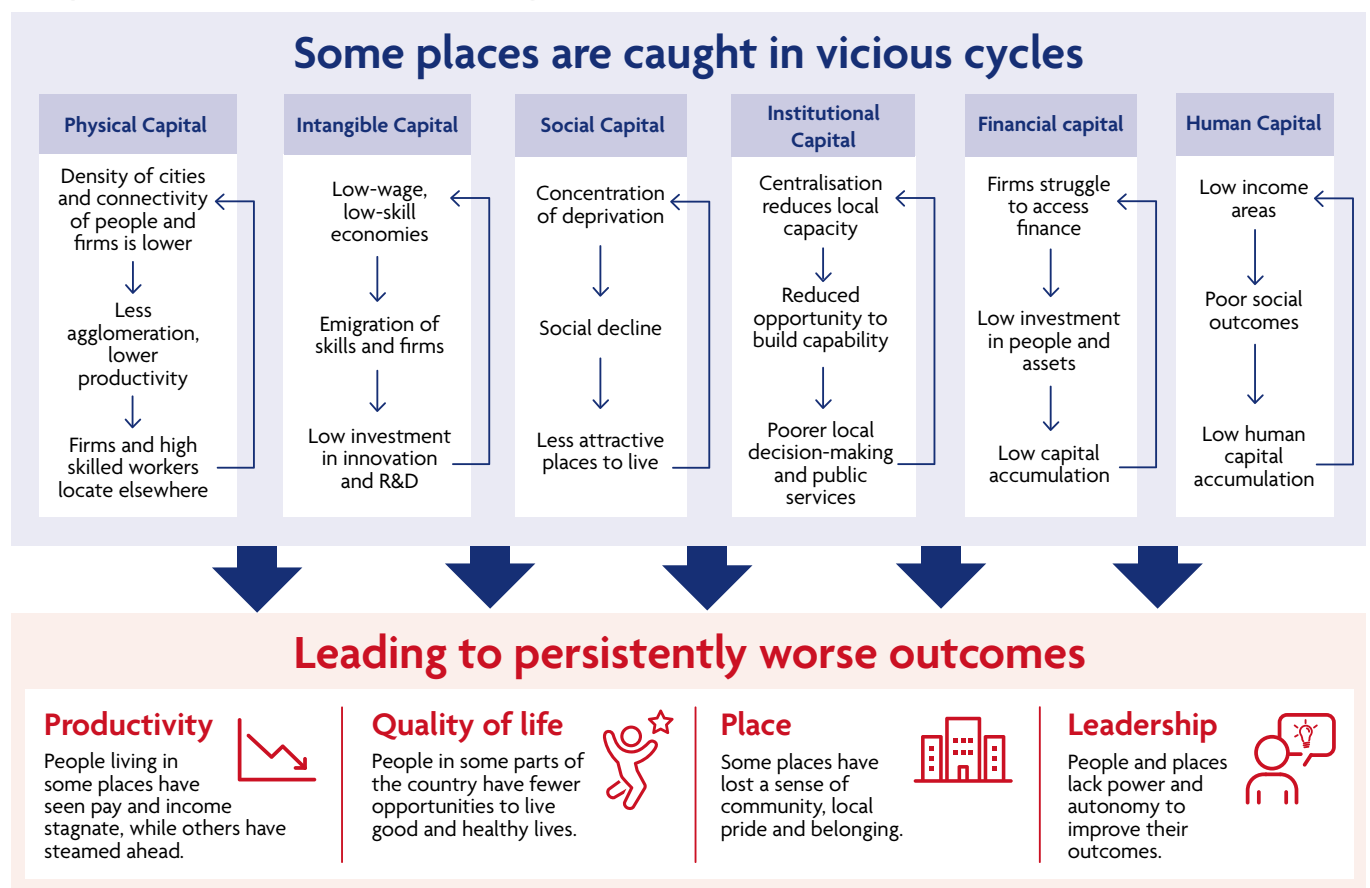 Some places are caught in vicious cycles
Physical Capital
Density of cities
and connectivity
of people and
firms is lower
Less
agglomeration,
lower
productivity
Firms and high
skilled workers
locate elsewhere
Intangible Capital
Low-wage,
low-skill
economies
Emigration of
skills and firms
Low investment
in innovation
and R&D
Social Capital
Concentration
of deprivation
Social decline
Less attractive
places to live
Institutional
Capital
Centralisation
reduces local
capacity
Reduced
opportunity to
build capability
Poorer local
decision-making
and public
services
Financial capital
Firms struggle
to access
finance
Low investment
in people and
assets
Low capital
accumulation
Human Capital
Low income
areas
Poor social
outcomes
Low human
capital
accumulation
Leading to persistently worse outcomes
Productivity
People living in
some places have
seen pay and income
stagnate, while others have
steamed ahead.
Quality of life
People in some parts of
the country have fewer
opportunities to live
good and healthy lives.
Place
Some places have
lost a sense of
community, local
pride and belonging.
Leadership
People and places
lack power and
autonomy to
improve their
outcomes.